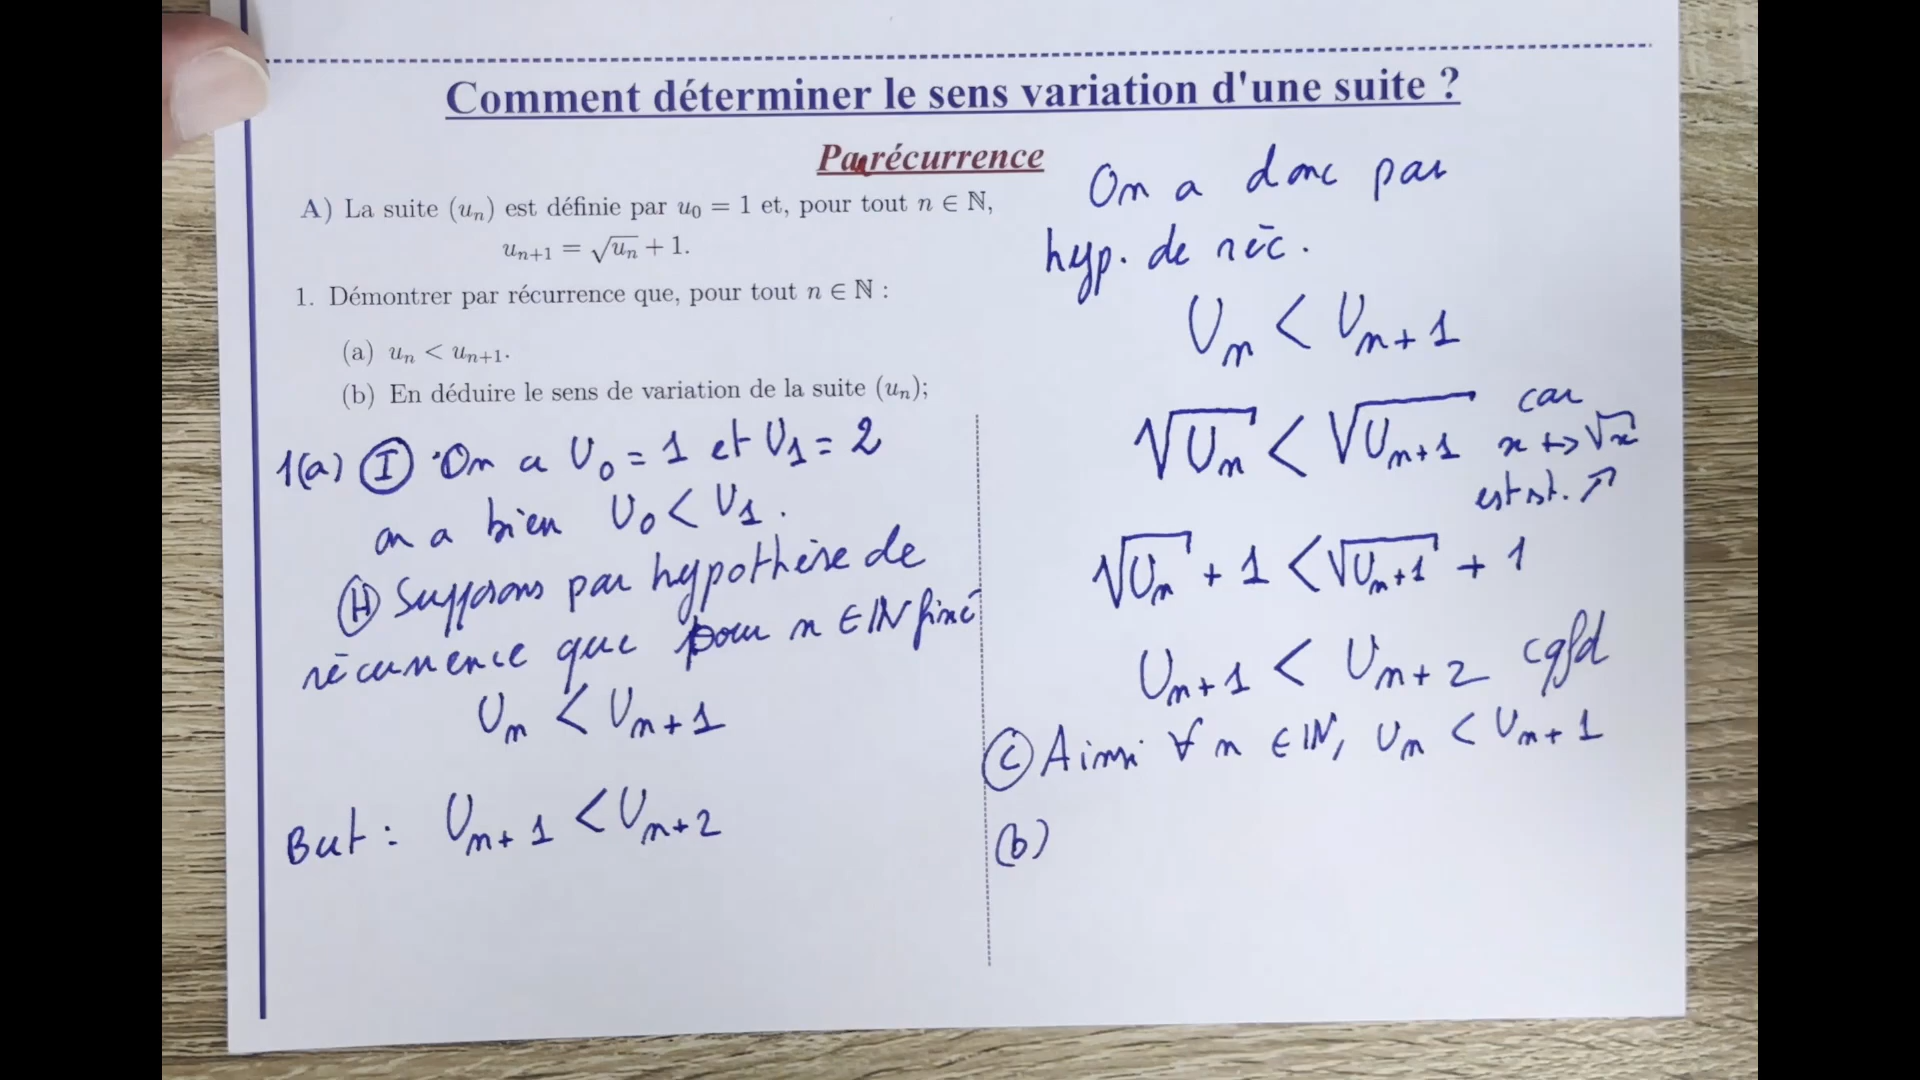 Comment déterminer le sens variation d'une suite ?
Par récurrence
A) La suite (uₙ) est définie par u₀ = 1 et, pour tout n ∈ ℕ,
uₙ₊₁ = √uₙ + 1.
1. Démontrer par récurrence que, pour tout n ∈ ℕ :
(a) uₙ < uₙ₊₁.
(b) En déduire le sens de variation de la suite (uₙ);
1(a) Ⓘ On a U₀ = 1 et U₁ = 2
on a bien U₀ < U₁.
Ⓗ Supposons par hypothèse de
récurrence que pour n ∈ ℕ fixé
Uₙ < Uₙ₊₁
But : Uₙ₊₁ < Uₙ₊₂
On a donc par
hyp. de réc.
Uₙ < Uₙ₊₁
√Uₙ < √Uₙ₊₁ car
x ↦ √x
est st. ↗
√Uₙ + 1 < √Uₙ₊₁ + 1
Uₙ₊₁ < Uₙ₊₂ cqfd
Ⓒ Ainsi ∀ n ∈ ℕ, Uₙ < Uₙ₊₁
(b)